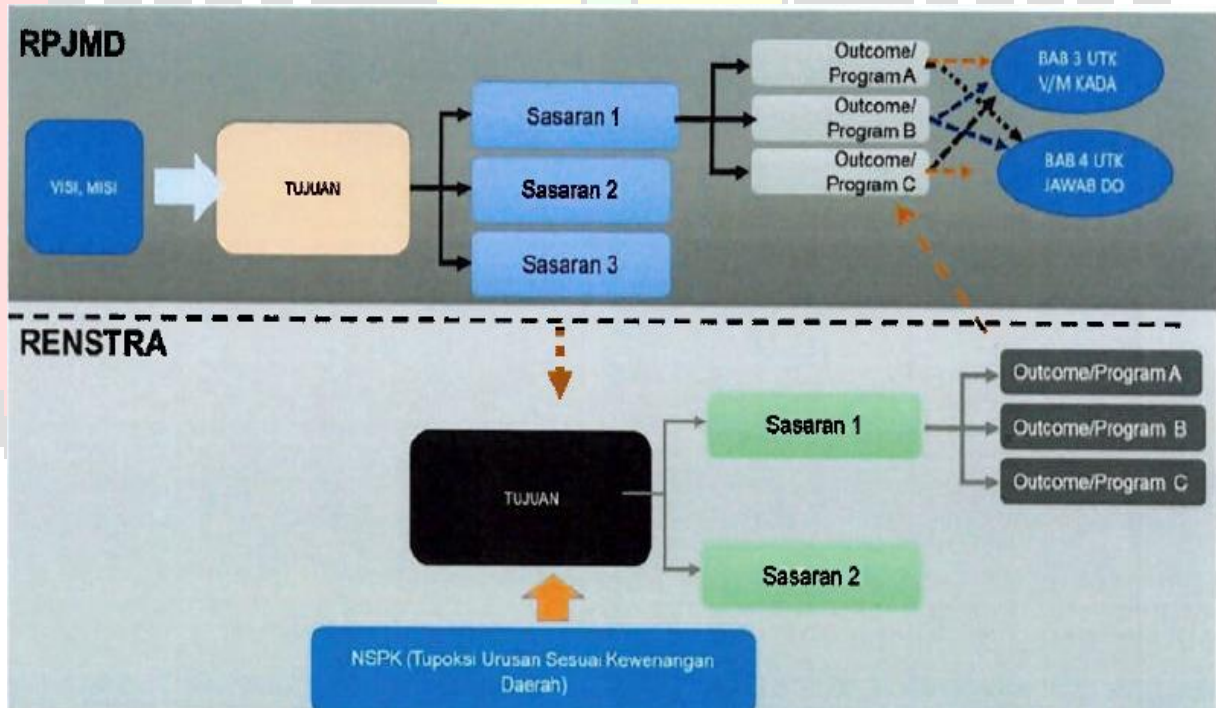 RPJMD
VISI, MISI
TUJUAN
Sasaran 1
Sasaran 2
Sasaran 3
Outcome/
Program A
Outcome/
Program B
Outcome/
Program C
BAB 3 UTK
V/M KADA
BAB 4 UTK
JAWAB DO
RENSTRA
TUJUAN
Sasaran 1
Sasaran 2
Outcome/Program A
Outcome/Program B
Outcome/Program C
NSPK (Tupoksi Urusan Sesuai Kewenangan
Daerah)